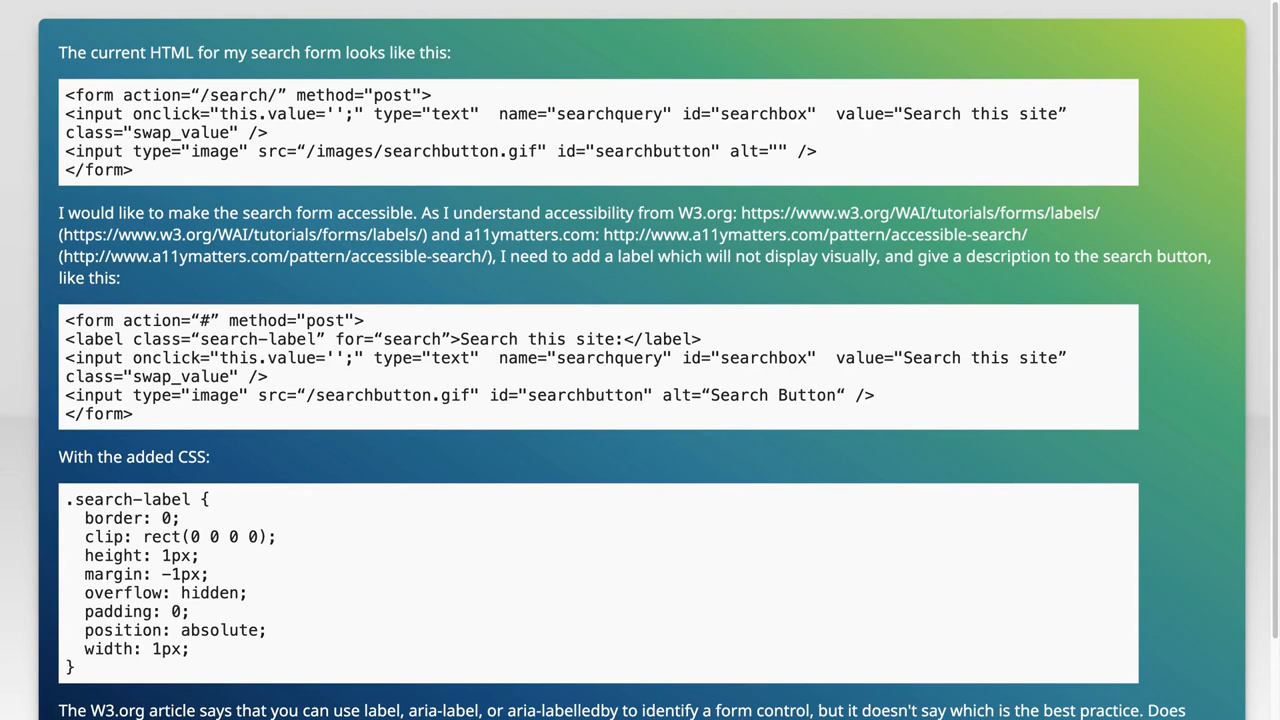 The current HTML for my search form looks like this:
<form action=“/search/” method="post">
<input onclick="this.value='';" type="text"  name="searchquery" id="searchbox"  value="Search this site”
class="swap_value" />
<input type="image" src=“/images/searchbutton.gif" id="searchbutton" alt="" />
</form>
I would like to make the search form accessible. As I understand accessibility from W3.org: https://www.w3.org/WAI/tutorials/forms/labels/
(https://www.w3.org/WAI/tutorials/forms/labels/) and a11ymatters.com: http://www.a11ymatters.com/pattern/accessible-search/
(http://www.a11ymatters.com/pattern/accessible-search/), I need to add a label which will not display visually, and give a description to the search button,
like this:
<form action=“#” method="post">
<label class=“search-label” for=“search”>Search this site:</label>
<input onclick="this.value='';" type="text"  name="searchquery" id="searchbox"  value="Search this site”
class="swap_value" />
<input type="image" src=“/searchbutton.gif" id="searchbutton" alt=“Search Button“ />
</form>
With the added CSS:
.search-label {
  border: 0;
  clip: rect(0 0 0 0);
  height: 1px;
  margin: -1px;
  overflow: hidden;
  padding: 0;
  position: absolute;
  width: 1px;
}
The W3.org article says that you can use label, aria-label, or aria-labelledby to identify a form control, but it doesn't say which is the best practice. Does